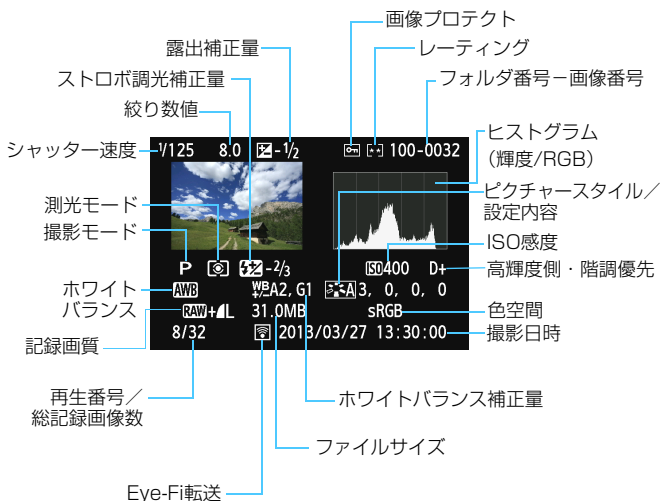 画像プロテクト
露出補正量
レーティング
ストロボ調光補正量
フォルダ番号－画像番号
絞り数値
シャッター速度
1/125 8.0 -1/2 100-0032
ヒストグラム
(輝度/RGB)
測光モード
ピクチャースタイル／
設定内容
撮影モード
ISO感度
P -2/3 ISO400 D+
高輝度側・階調優先
ホワイト
バランス
AWB WB+/-A2, G1 A3, 0, 0, 0
RAW+L 31.0MB sRGB
色空間
記録画質
8/32 2013/03/27 13:30:00
撮影日時
再生番号／
総記録画像数
ホワイトバランス補正量
ファイルサイズ
Eye-Fi転送